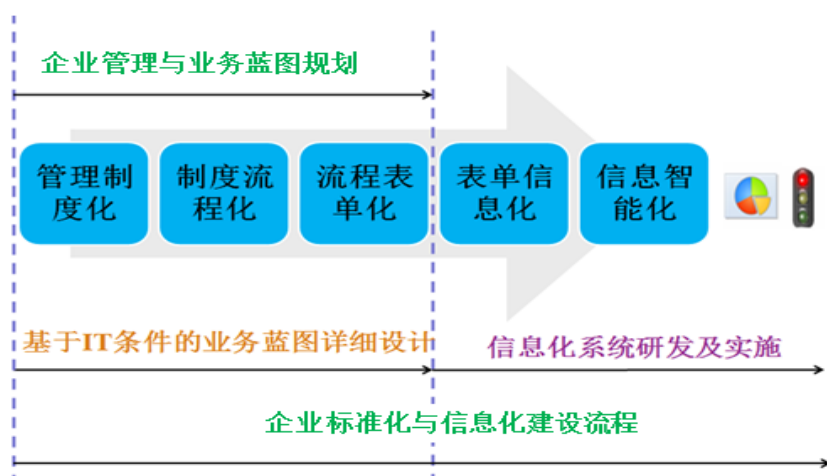 企业管理与业务蓝图规划
管理制
度化
制度流
程化
流程表
单化
表单信
息化
信息智
能化
基于IT条件的业务蓝图详细设计
信息化系统研发及实施
企业标准化与信息化建设流程